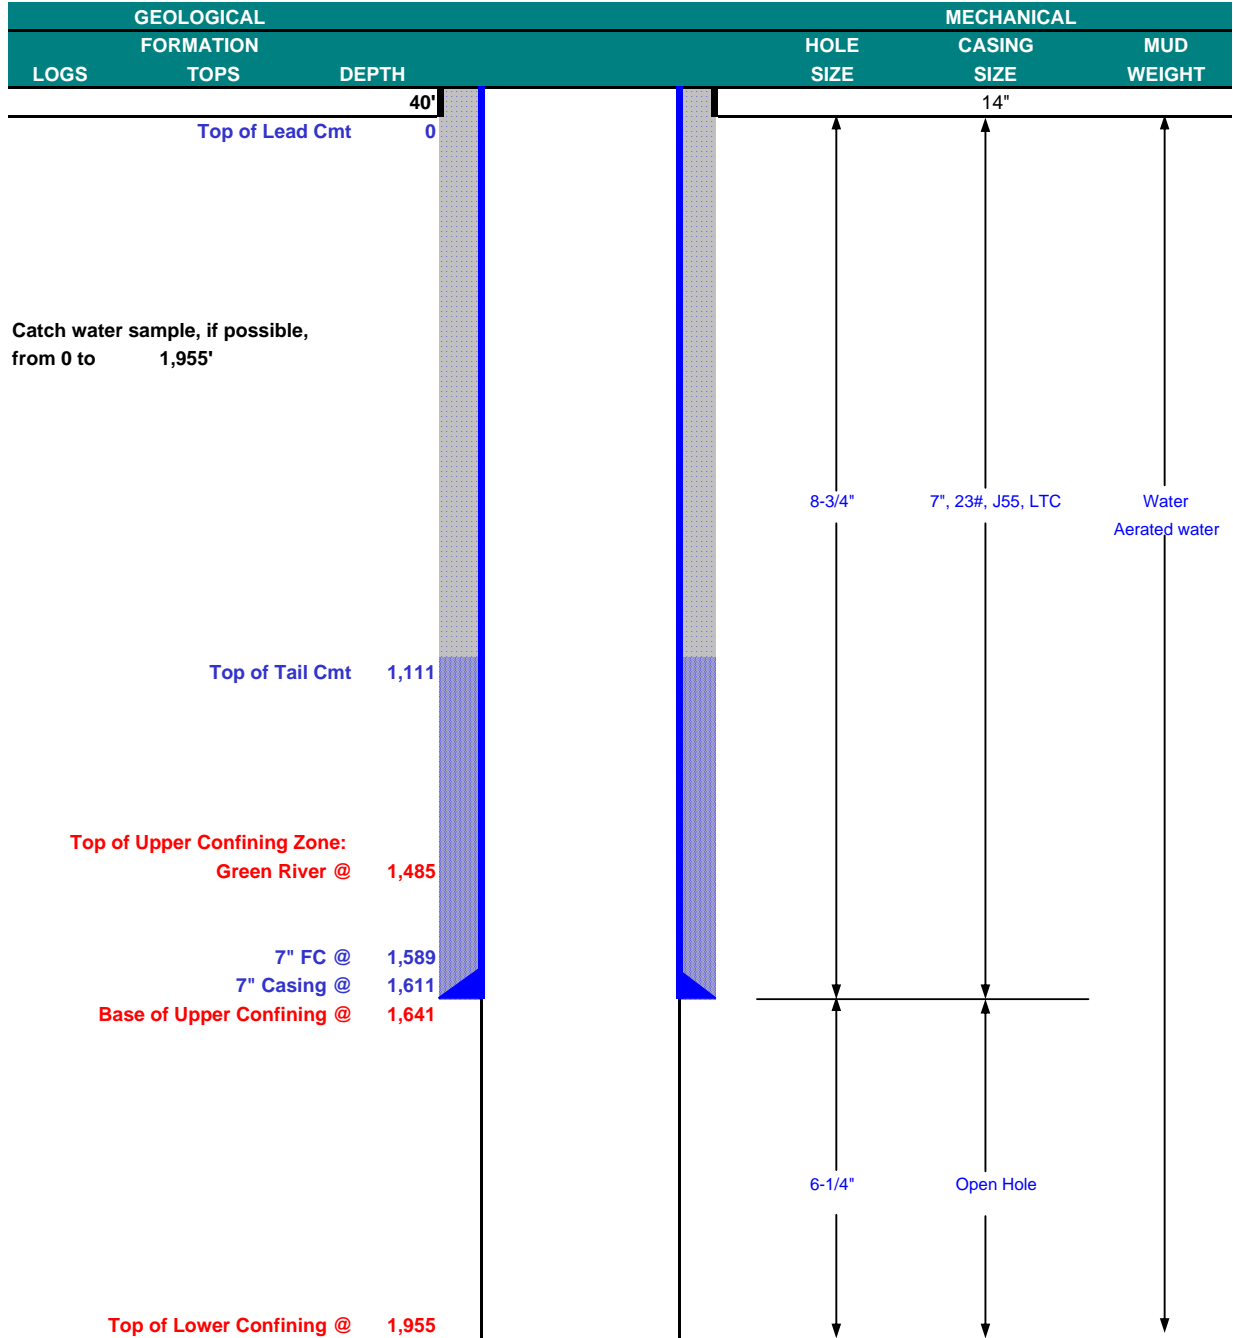 GEOLOGICAL MECHANICAL
FORMATION HOLE CASING MUD
LOGS TOPS DEPTH SIZE SIZE WEIGHT
40' 14"
Top of Lead Cmt 0
Catch water sample, if possible,
from 0 to 1,955'
8-3/4" 7", 23#, J55, LTC Water
Aerated water
Top of Tail Cmt 1,111
Top of Upper Confining Zone:
Green River @ 1,485
7" FC @ 1,589
7" Casing @ 1,611
Base of Upper Confining @ 1,641
6-1/4" Open Hole
Top of Lower Confining @ 1,955